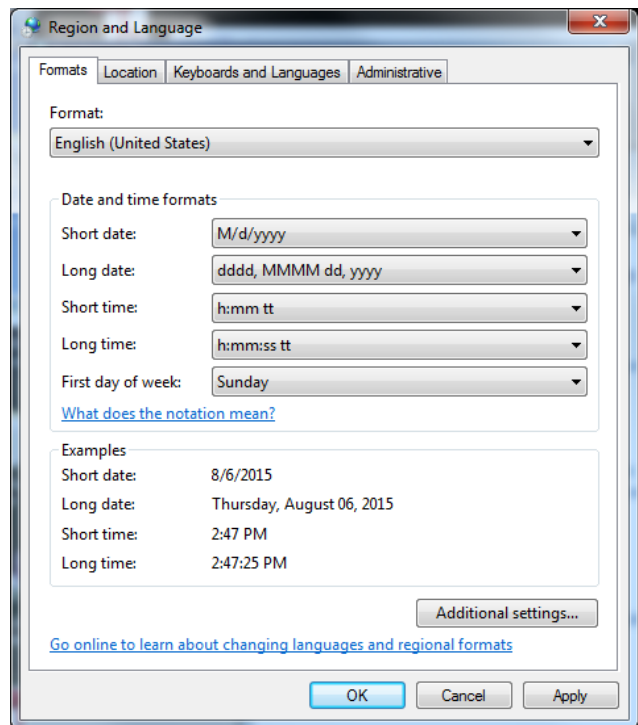 Region and Language
Formats Location Keyboards and Languages Administrative
Format:
English (United States)
Date and time formats
Short date: M/d/yyyy
Long date: dddd, MMMM dd, yyyy
Short time: h:mm tt
Long time: h:mm:ss tt
First day of week: Sunday
What does the notation mean?
Examples
Short date: 8/6/2015
Long date: Thursday, August 06, 2015
Short time: 2:47 PM
Long time: 2:47:25 PM
Additional settings...
Go online to learn about changing languages and regional formats
OK Cancel Apply